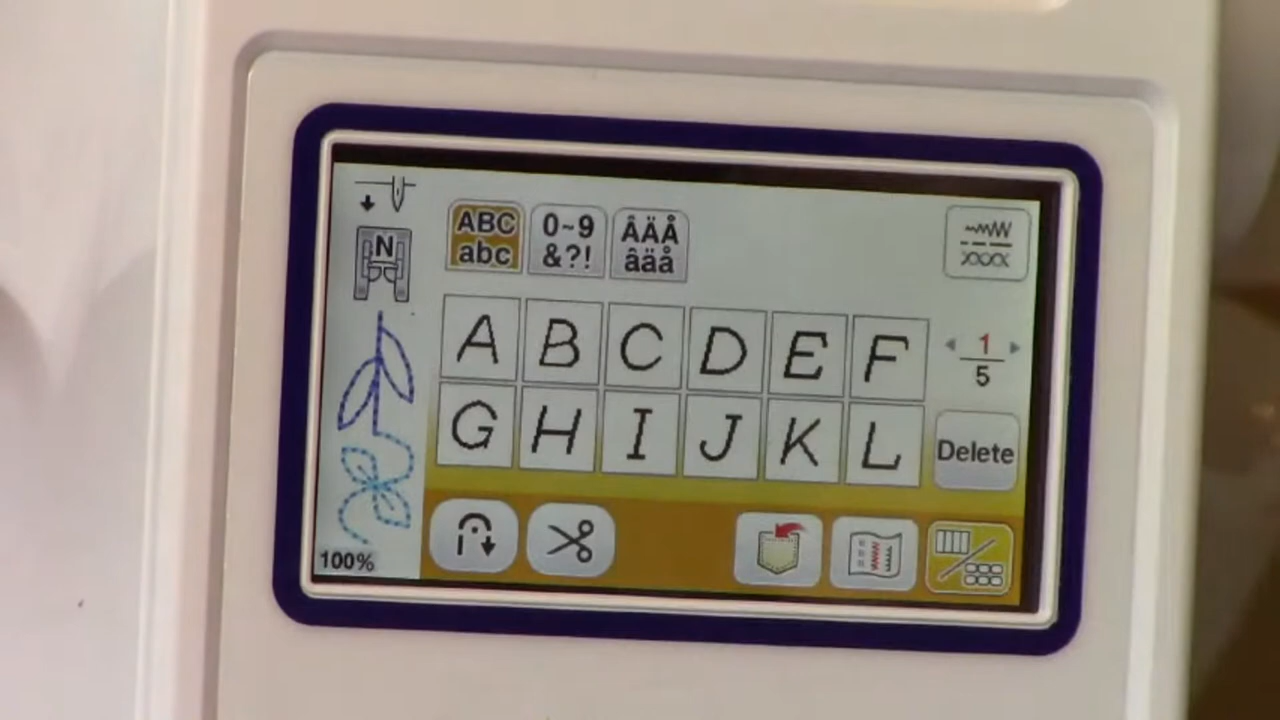 ABC 0~9 ÂÄÅ
abc &?! âäå
N
A B C D E F
1
5
G H I J K L
Delete
100%